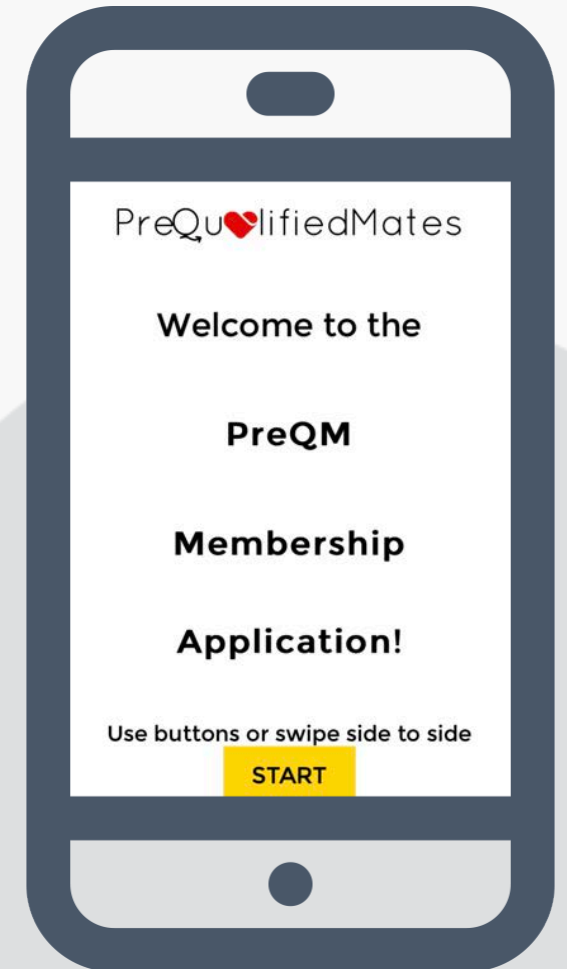 PreQualifiedMates
Welcome to the
PreQM
Membership
Application!
Use buttons or swipe side to side
START